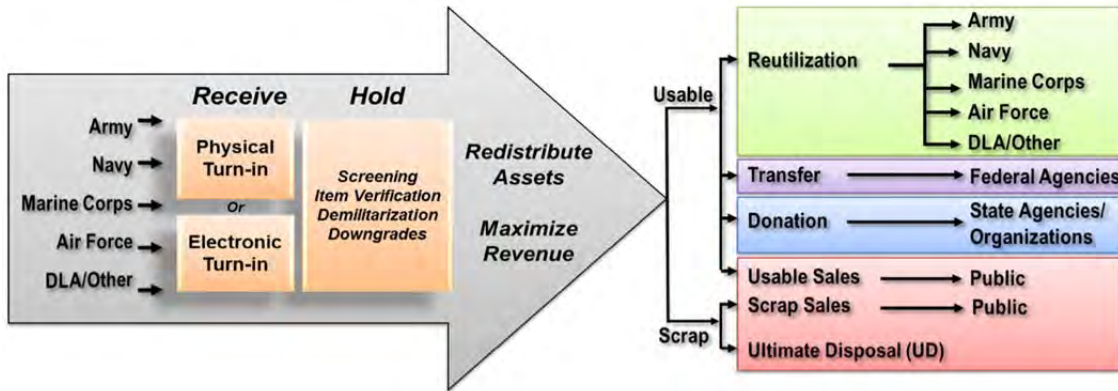 Receive
Hold
Army
Navy
Marine Corps
Air Force
DLA/Other
Physical
Turn-in
Or
Electronic
Turn-in
Screening
Item Verification
Demilitarization
Downgrades
Redistribute
Assets
Maximize
Revenue
Usable
Scrap
Reutilization
Army
Navy
Marine Corps
Air Force
DLA/Other
Transfer
Federal Agencies
Donation
State Agencies/
Organizations
Usable Sales
Public
Scrap Sales
Public
Ultimate Disposal (UD)